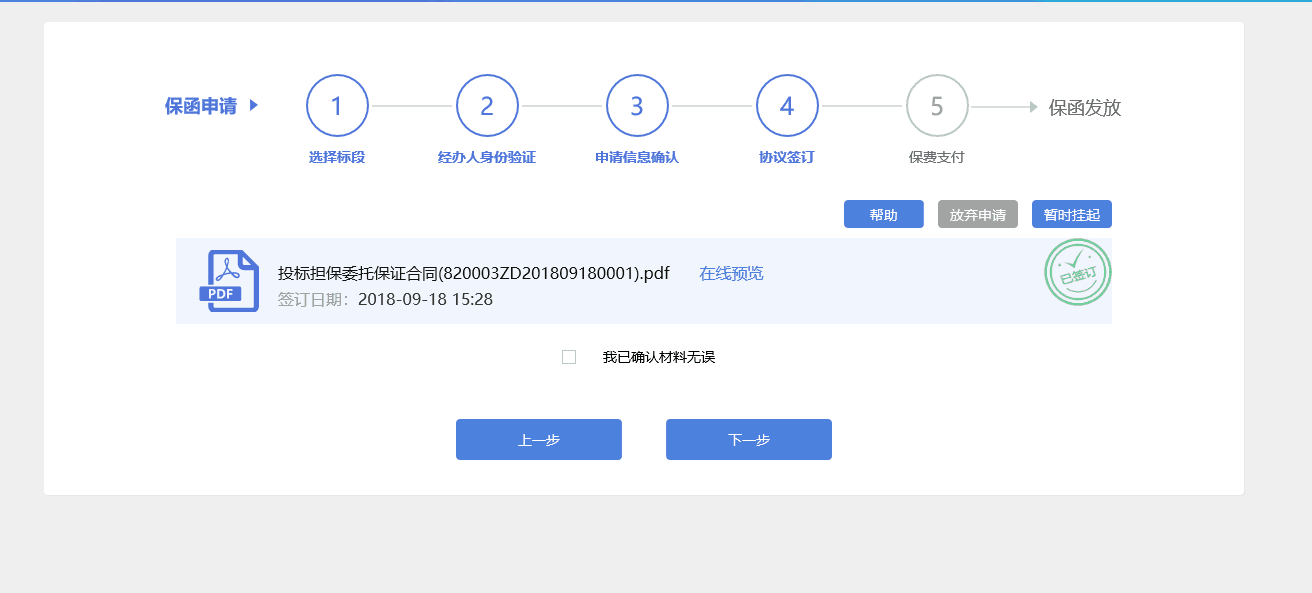 保函申请
1
2
3
4
5
保函发放
选择标段
经办人身份验证
申请信息确认
协议签订
保费支付
帮助
放弃申请
暂时挂起
PDF
投标担保委托保证合同(820003ZD201809180001).pdf 在线预览
签订日期：2018-09-18 15:28
已签订
我已确认材料无误
上一步
下一步